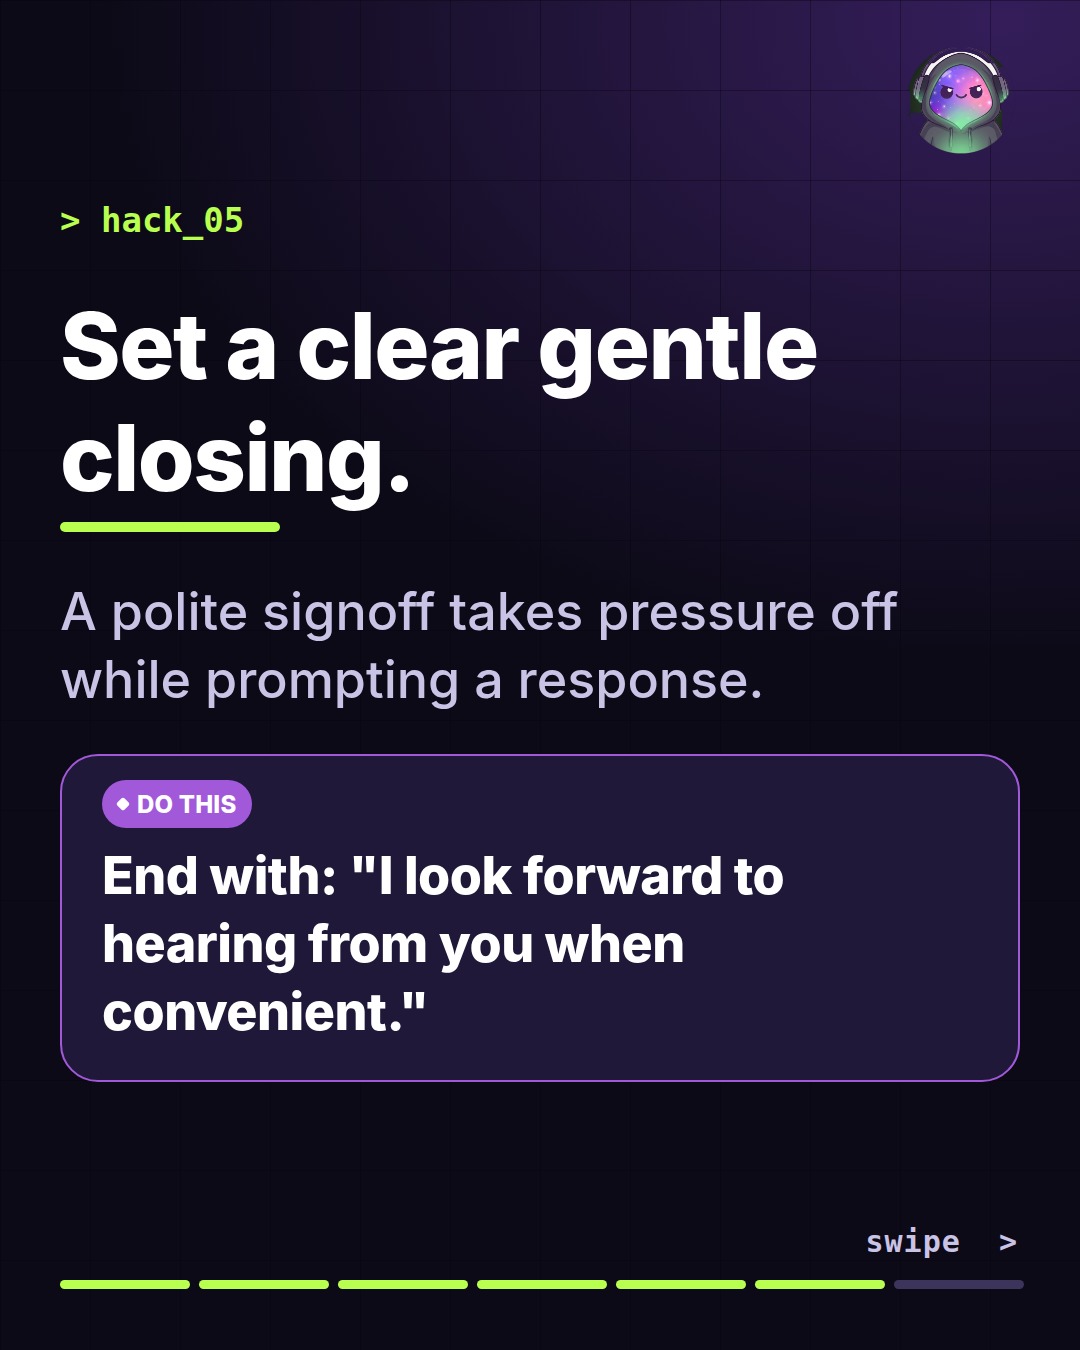 > hack_05
Set a clear gentle
closing.
A polite signoff takes pressure off
while prompting a response.
DO THIS
End with: "I look forward to
hearing from you when
convenient."
swipe >